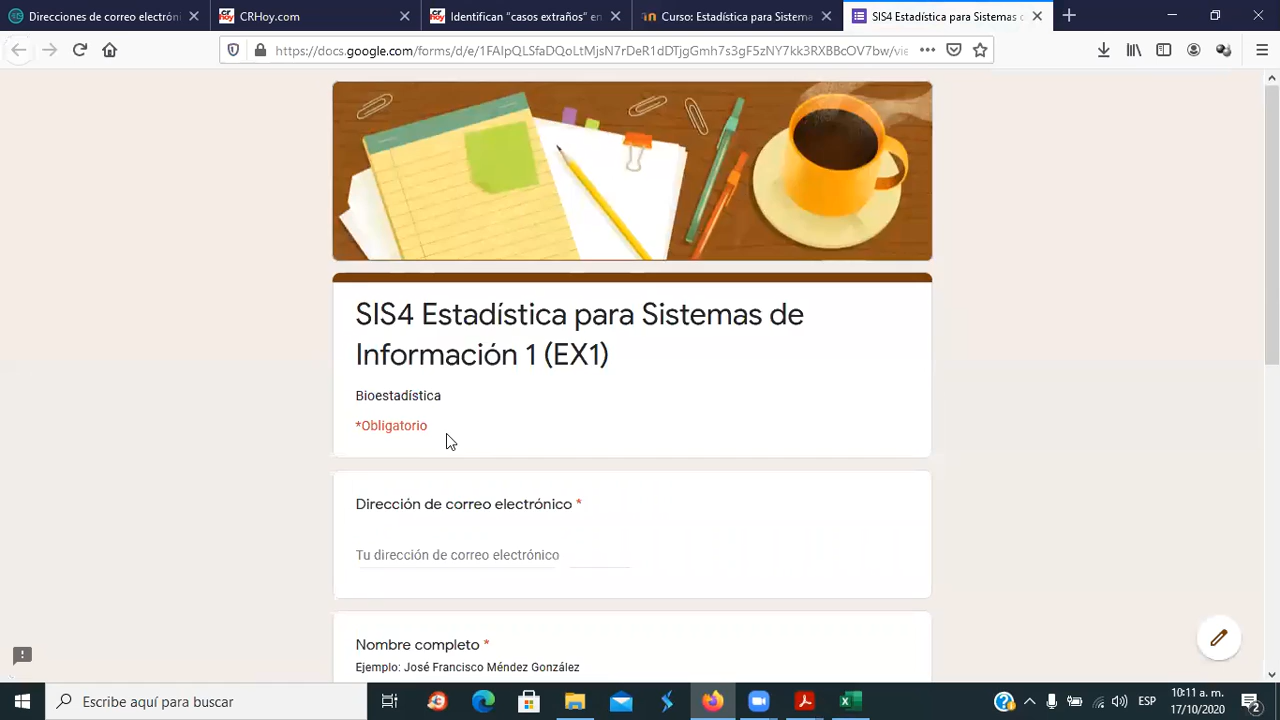 Direcciones de correo electróni
CRHoy.com
Identifican "casos extraños" en
Curso: Estadística para Sistema
SIS4 Estadística para Sistemas d
https://docs.google.com/forms/d/e/1FAIpQLSfaDQoLtMjsN7rDeR1dDTjgGmh7s3gF5zNY7kk3RXBBcOV7bw/vie
SIS4 Estadística para Sistemas de
Información 1 (EX1)
Bioestadística
*Obligatorio
Dirección de correo electrónico *
Tu dirección de correo electrónico
Nombre completo *
Ejemplo: José Francisco Méndez González
Escribe aquí para buscar
ESP
10:11 a. m.
17/10/2020
2